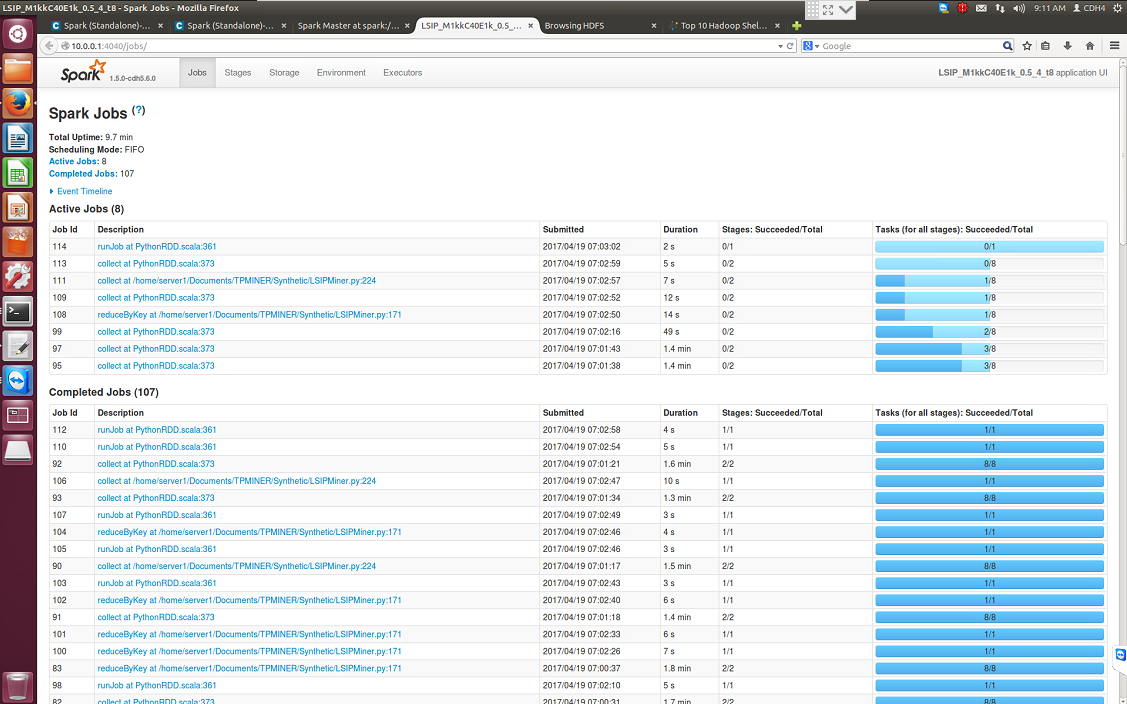 LSIP_M1kkC40E1k_0.5_4_t8 - Spark Jobs - Mozilla Firefox 9:11 AM CDH4
Spark (Standalone)-... Spark (Standalone)-... Spark Master at spark:/... LSIP_M1kkC40E1k_0.5_... Browsing HDFS Top 10 Hadoop Shel...
10.0.0.1:4040/jobs/ Google
Spark 1.5.0-cdh5.6.0 Jobs Stages Storage Environment Executors LSIP_M1kkC40E1k_0.5_4_t8 application UI
Spark Jobs (?)
Total Uptime: 9.7 min
Scheduling Mode: FIFO
Active Jobs: 8
Completed Jobs: 107
Event Timeline
Active Jobs (8)
Job Id Description Submitted Duration Stages: Succeeded/Total Tasks (for all stages): Succeeded/Total
114 runJob at PythonRDD.scala:361 2017/04/19 07:03:02 2 s 0/1 0/1
113 collect at PythonRDD.scala:373 2017/04/19 07:02:59 5 s 0/2 0/8
111 collect at /home/server1/Documents/TPMINER/Synthetic/LSIPMiner.py:224 2017/04/19 07:02:57 7 s 0/2 1/8
109 collect at PythonRDD.scala:373 2017/04/19 07:02:52 12 s 0/2 1/8
108 reduceByKey at /home/server1/Documents/TPMINER/Synthetic/LSIPMiner.py:171 2017/04/19 07:02:50 14 s 0/2 1/8
99 collect at PythonRDD.scala:373 2017/04/19 07:02:16 49 s 0/2 2/8
97 collect at PythonRDD.scala:373 2017/04/19 07:01:43 1.4 min 0/2 3/8
95 collect at PythonRDD.scala:373 2017/04/19 07:01:38 1.4 min 0/2 3/8
Completed Jobs (107)
Job Id Description Submitted Duration Stages: Succeeded/Total Tasks (for all stages): Succeeded/Total
112 runJob at PythonRDD.scala:361 2017/04/19 07:02:58 4 s 1/1 1/1
110 runJob at PythonRDD.scala:361 2017/04/19 07:02:54 5 s 1/1 1/1
92 collect at PythonRDD.scala:373 2017/04/19 07:01:21 1.6 min 2/2 8/8
106 collect at /home/server1/Documents/TPMINER/Synthetic/LSIPMiner.py:224 2017/04/19 07:02:47 10 s 1/1 1/1
93 collect at PythonRDD.scala:373 2017/04/19 07:01:34 1.3 min 2/2 8/8
107 runJob at PythonRDD.scala:361 2017/04/19 07:02:49 3 s 1/1 1/1
104 reduceByKey at /home/server1/Documents/TPMINER/Synthetic/LSIPMiner.py:171 2017/04/19 07:02:46 4 s 1/1 1/1
105 runJob at PythonRDD.scala:361 2017/04/19 07:02:46 3 s 1/1 1/1
90 collect at /home/server1/Documents/TPMINER/Synthetic/LSIPMiner.py:224 2017/04/19 07:01:17 1.5 min 2/2 8/8
103 runJob at PythonRDD.scala:361 2017/04/19 07:02:43 3 s 1/1 1/1
102 reduceByKey at /home/server1/Documents/TPMINER/Synthetic/LSIPMiner.py:171 2017/04/19 07:02:40 6 s 1/1 1/1
91 collect at PythonRDD.scala:373 2017/04/19 07:01:18 1.4 min 2/2 8/8
101 reduceByKey at /home/server1/Documents/TPMINER/Synthetic/LSIPMiner.py:171 2017/04/19 07:02:33 6 s 1/1 1/1
100 reduceByKey at /home/server1/Documents/TPMINER/Synthetic/LSIPMiner.py:171 2017/04/19 07:02:26 7 s 1/1 1/1
83 reduceByKey at /home/server1/Documents/TPMINER/Synthetic/LSIPMiner.py:171 2017/04/19 07:00:37 1.8 min 2/2 8/8
98 runJob at PythonRDD.scala:361 2017/04/19 07:02:10 5 s 1/1 1/1
82 collect at PythonRDD.scala:373 2017/04/19 07:00:31 1.7 min 2/2 8/8